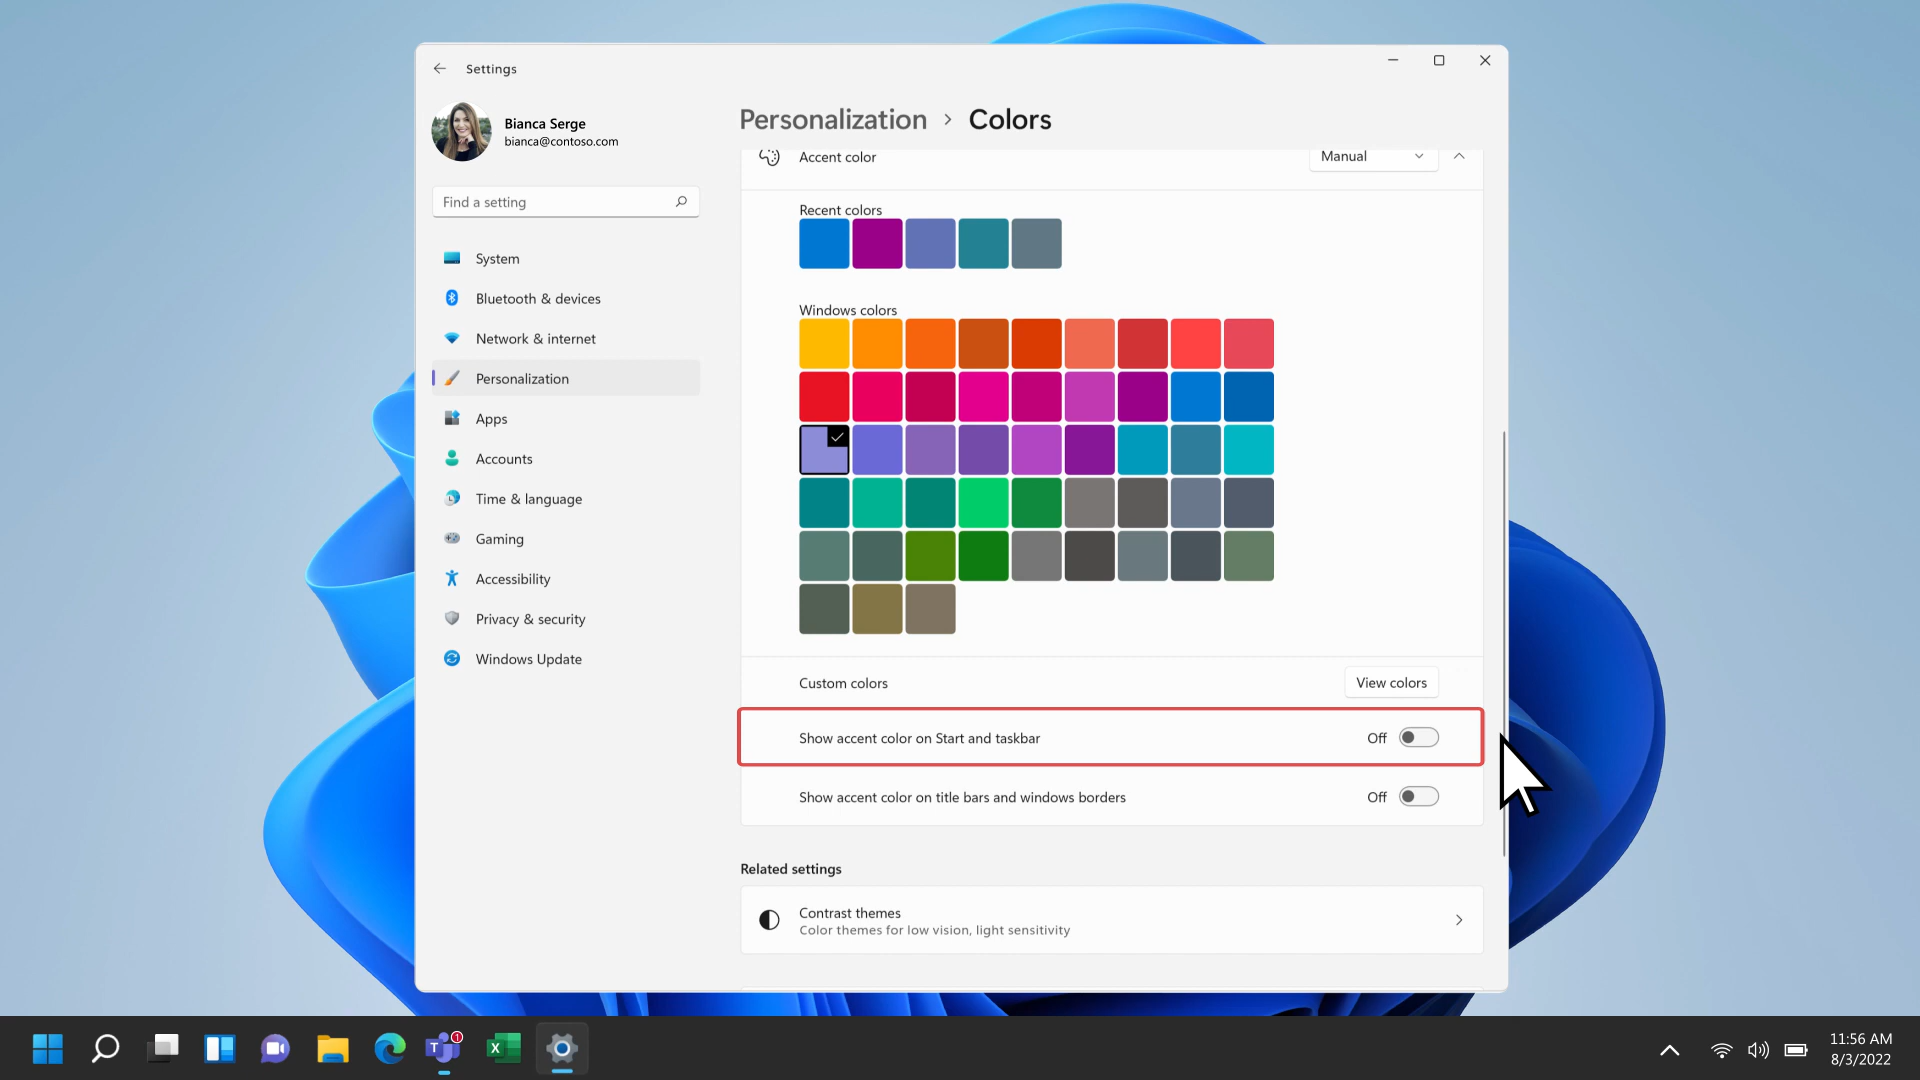 Settings
Bianca Serge
bianca@contoso.com
Find a setting
System
Bluetooth & devices
Network & internet
Personalization
Apps
Accounts
Time & language
Gaming
Accessibility
Privacy & security
Windows Update
Personalization > Colors
Accent color
Manual
Recent colors
Windows colors
Custom colors
View colors
Show accent color on Start and taskbar
Off
Show accent color on title bars and windows borders
Off
Related settings
Contrast themes
Color themes for low vision, light sensitivity
T
1
X
11:56 AM
8/3/2022